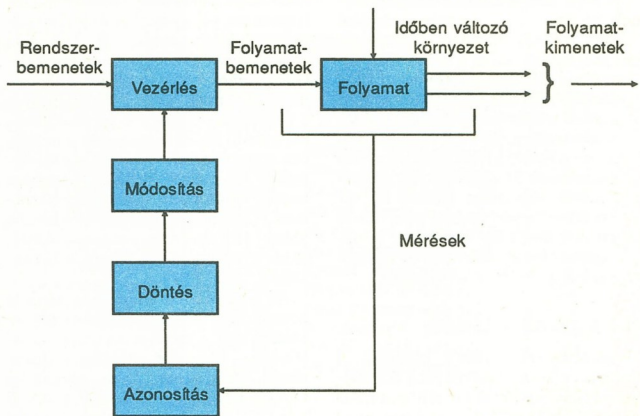 Rendszer-
bemenetek
Vezérlés
Folyamat-
bemenetek
Folyamat
Időben változó
környezet
Folyamat-
kimenetek
Módosítás
Mérések
Döntés
Azonosítás